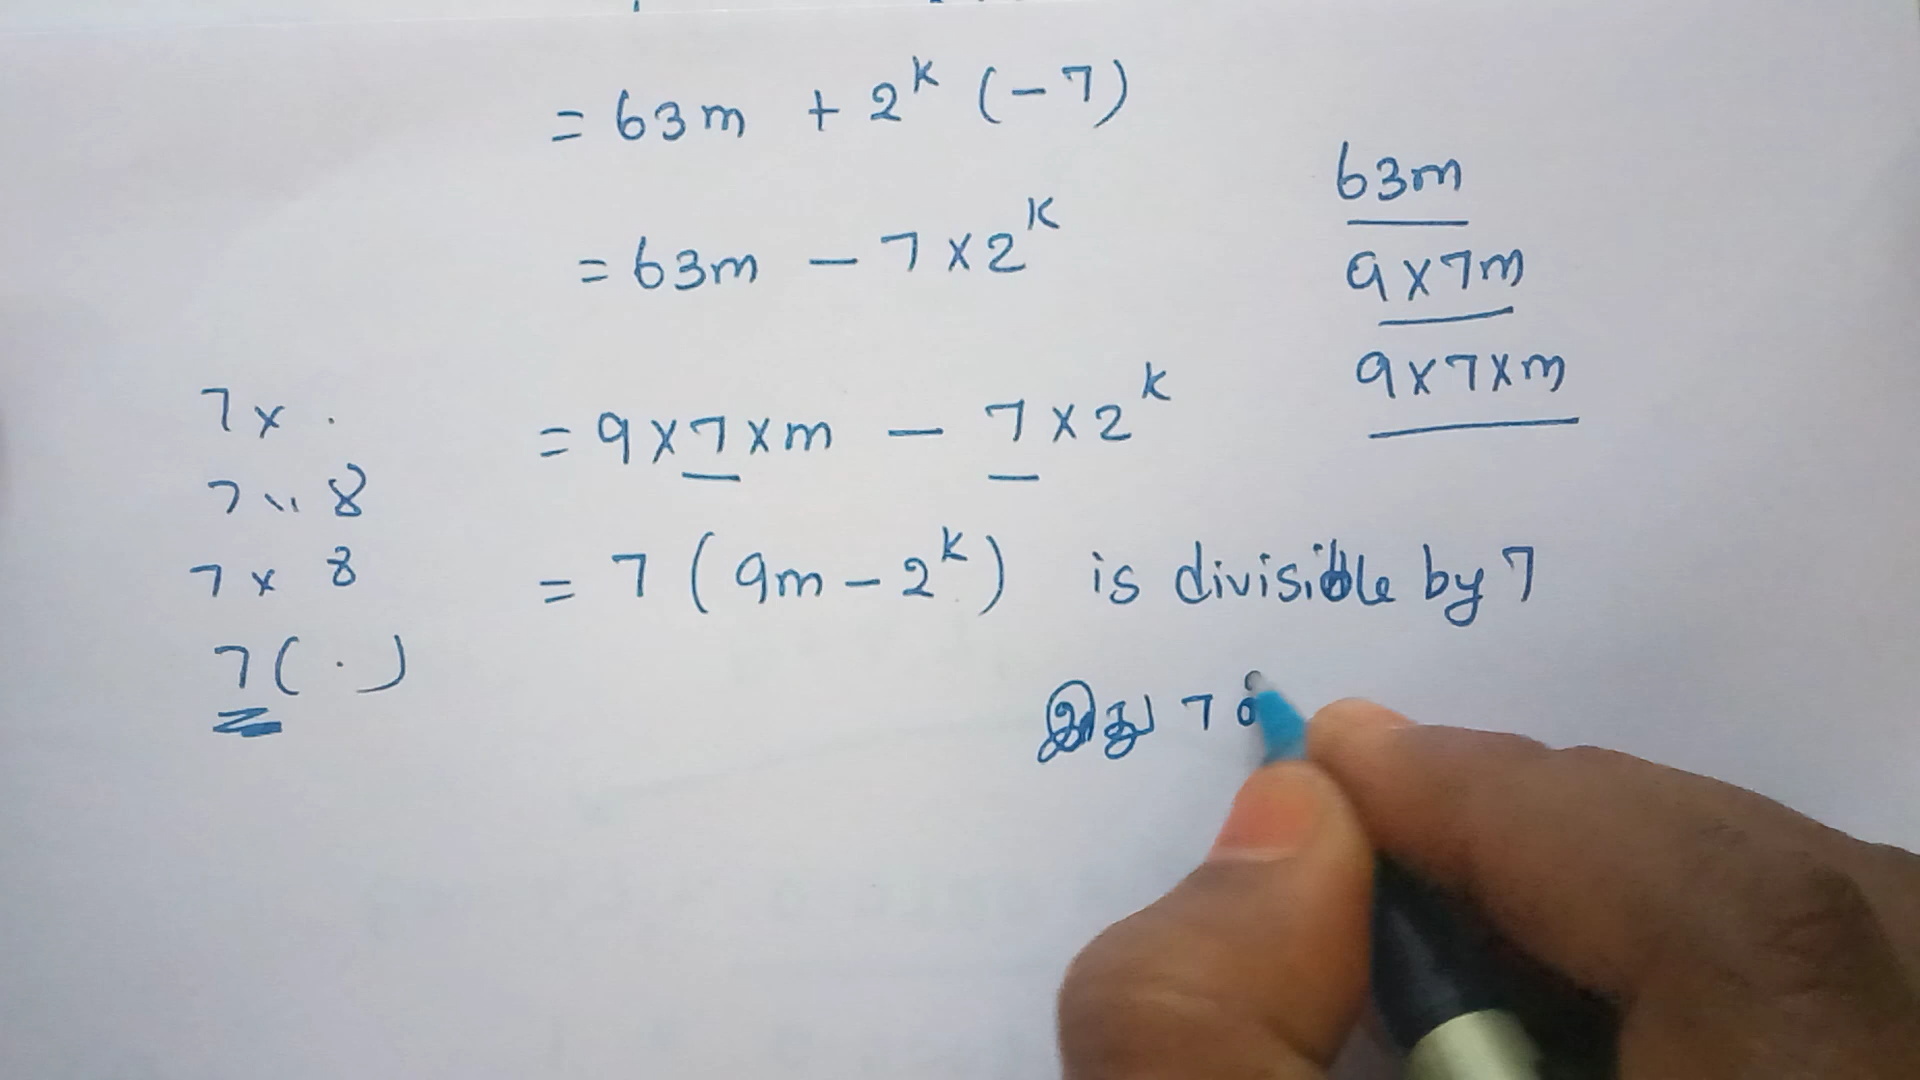 = 63m + 2^k (-7)
63m
= 63m - 7 x 2^k
9 x 7m
9 x 7 x m
7 x .
= 9 x 7 x m - 7 x 2^k
7 8
7 x 8
= 7 (9m - 2^k) is divisible by 7
7 ( . )
இது 7